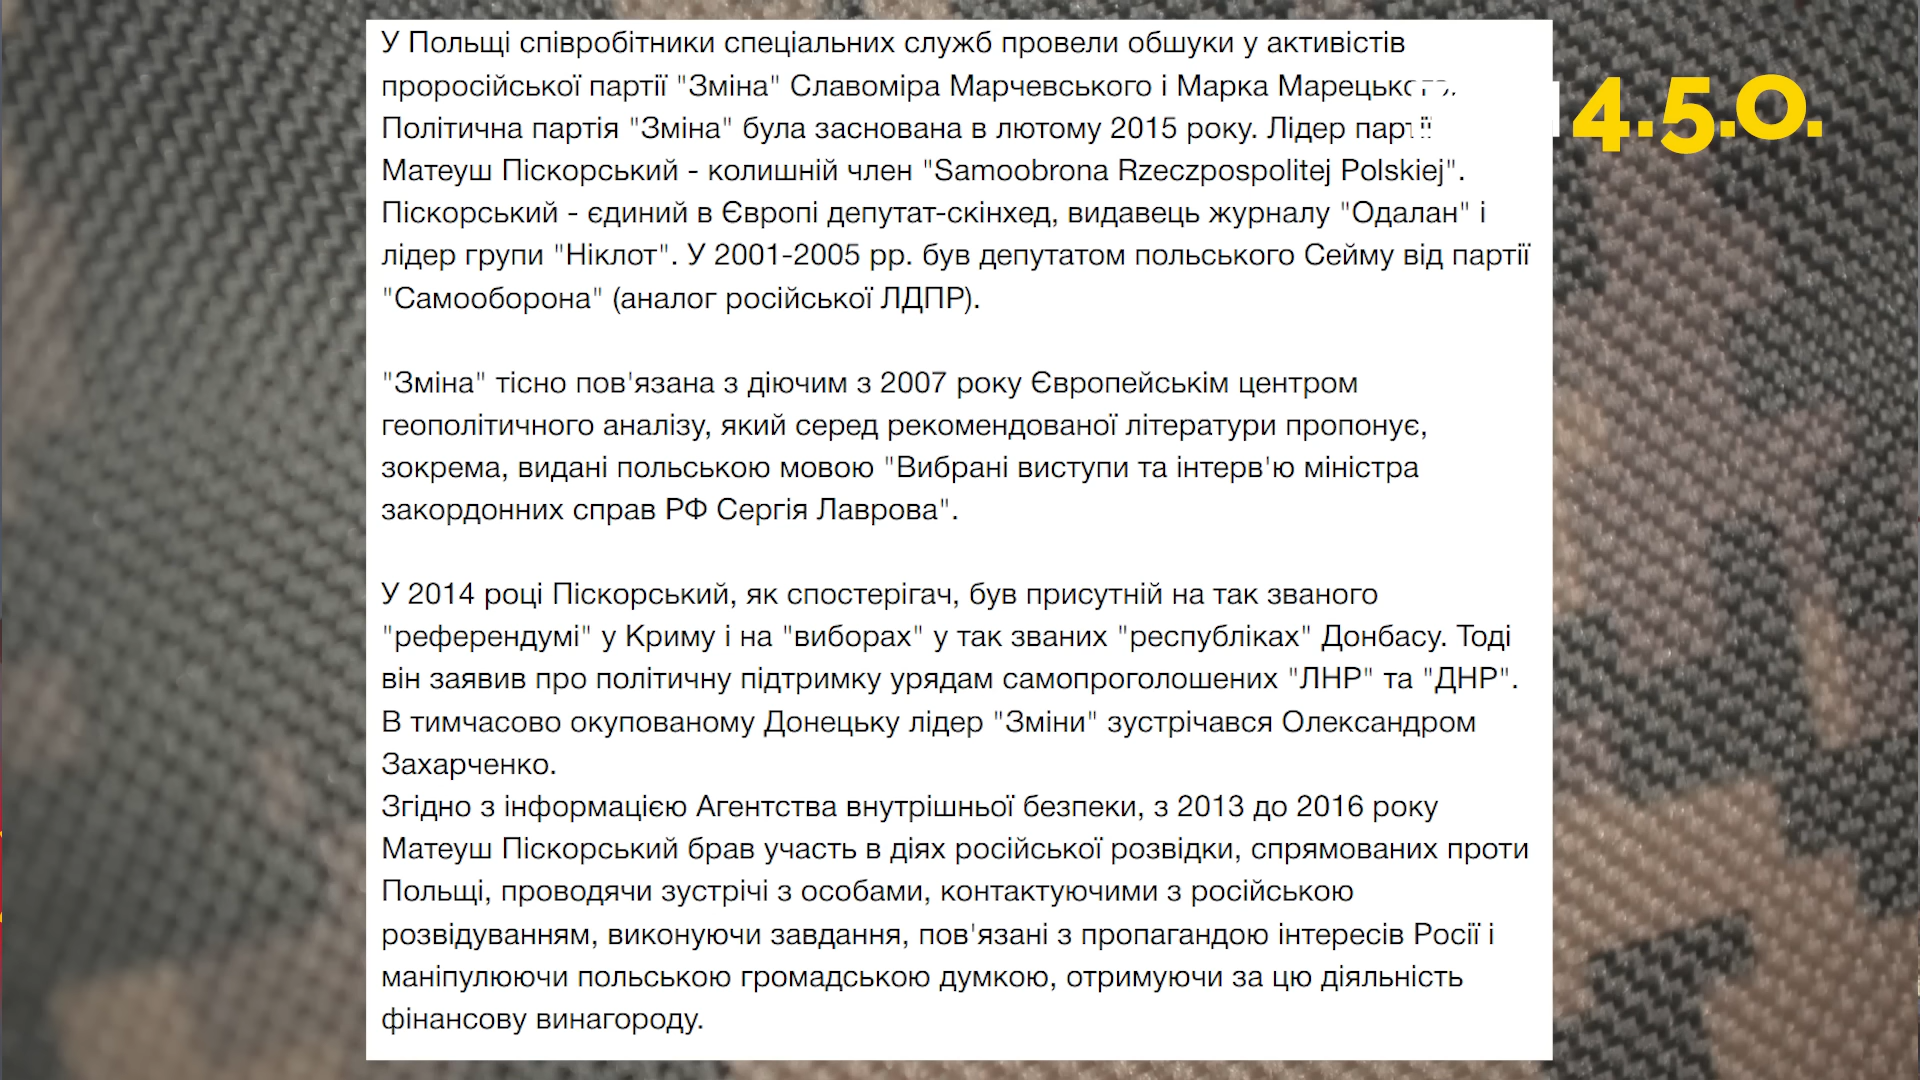 У Польщі співробітники спеціальних служб провели обшуки у активістів
проросійської партії "Зміна" Славоміра Марчевського і Марка Марецького.
4.5.0.
Політична партія "Зміна" була заснована в лютому 2015 року. Лідер партії
Матеуш Піскорський - колишній член "Samoobrona Rzeczpospolitej Polskiej".
Піскорський - єдиний в Європі депутат-скінхед, видавець журналу "Одалан" і
лідер групи "Ніклот". У 2001-2005 рр. був депутатом польського Сейму від партії
"Самооборона" (аналог російської ЛДПР).
"Зміна" тісно пов'язана з діючим з 2007 року Європейськім центром
геополітичного аналізу, який серед рекомендованої літератури пропонує,
зокрема, видані польською мовою "Вибрані виступи та інтерв'ю міністра
закордонних справ РФ Сергія Лаврова".
У 2014 році Піскорський, як спостерігач, був присутній на так званого
"референдумі" у Криму і на "виборах" у так званих "республіках" Донбасу. Тоді
він заявив про політичну підтримку урядам самопроголошених "ЛНР" та "ДНР".
В тимчасово окупованому Донецьку лідер "Зміни" зустрічався Олександром
Захарченко.
Згідно з інформацією Агентства внутрішньої безпеки, з 2013 до 2016 року
Матеуш Піскорський брав участь в діях російської розвідки, спрямованих проти
Польщі, проводячи зустрічі з особами, контактуючими з російською
розвідуванням, виконуючи завдання, пов'язані з пропагандою інтересів Росії і
маніпулюючи польською громадською думкою, отримуючи за цю діяльність
фінансову винагороду.